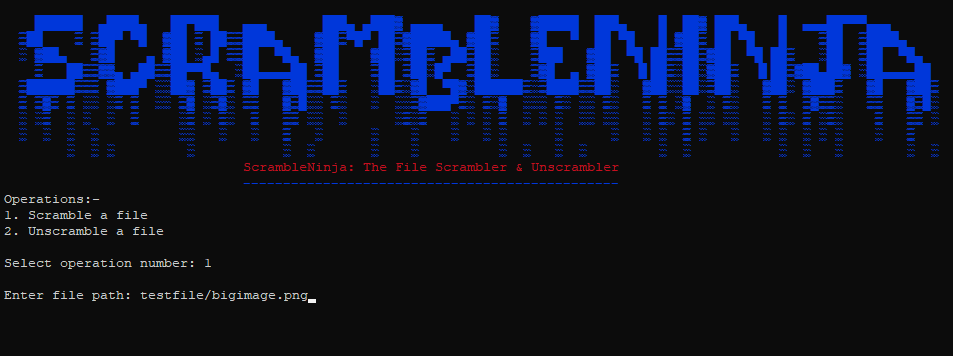 SCRAMBLENINJA
ScrambleNinja: The File Scrambler & Unscrambler
-----------------------------------------------
Operations:-
1. Scramble a file
2. Unscramble a file
Select operation number: 1
Enter file path: testfile/bigimage.png